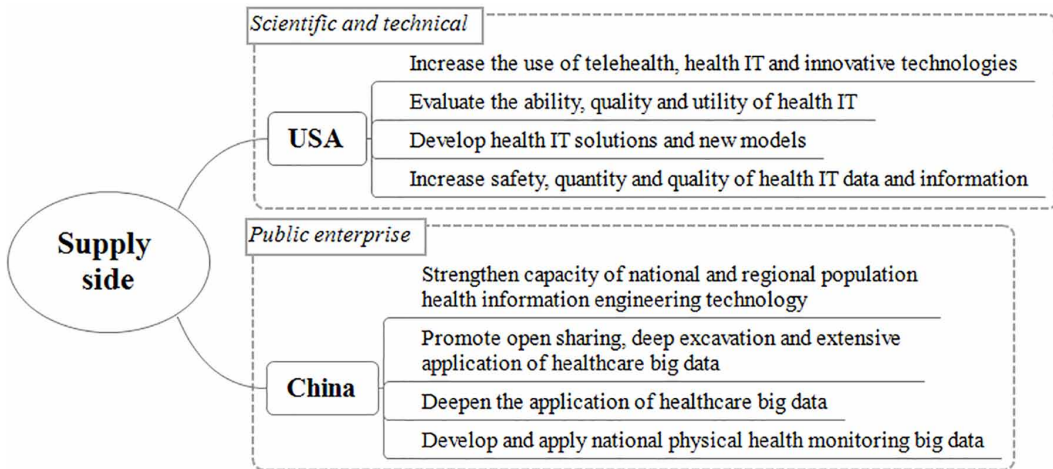 Scientific and technical
Increase the use of telehealth, health IT and innovative technologies
Evaluate the ability, quality and utility of health IT
USA
Develop health IT solutions and new models
Increase safety, quantity and quality of health IT data and information
Supply
side
Public enterprise
Strengthen capacity of national and regional population
health information engineering technology
Promote open sharing, deep excavation and extensive
application of healthcare big data
China
Deepen the application of healthcare big data
Develop and apply national physical health monitoring big data